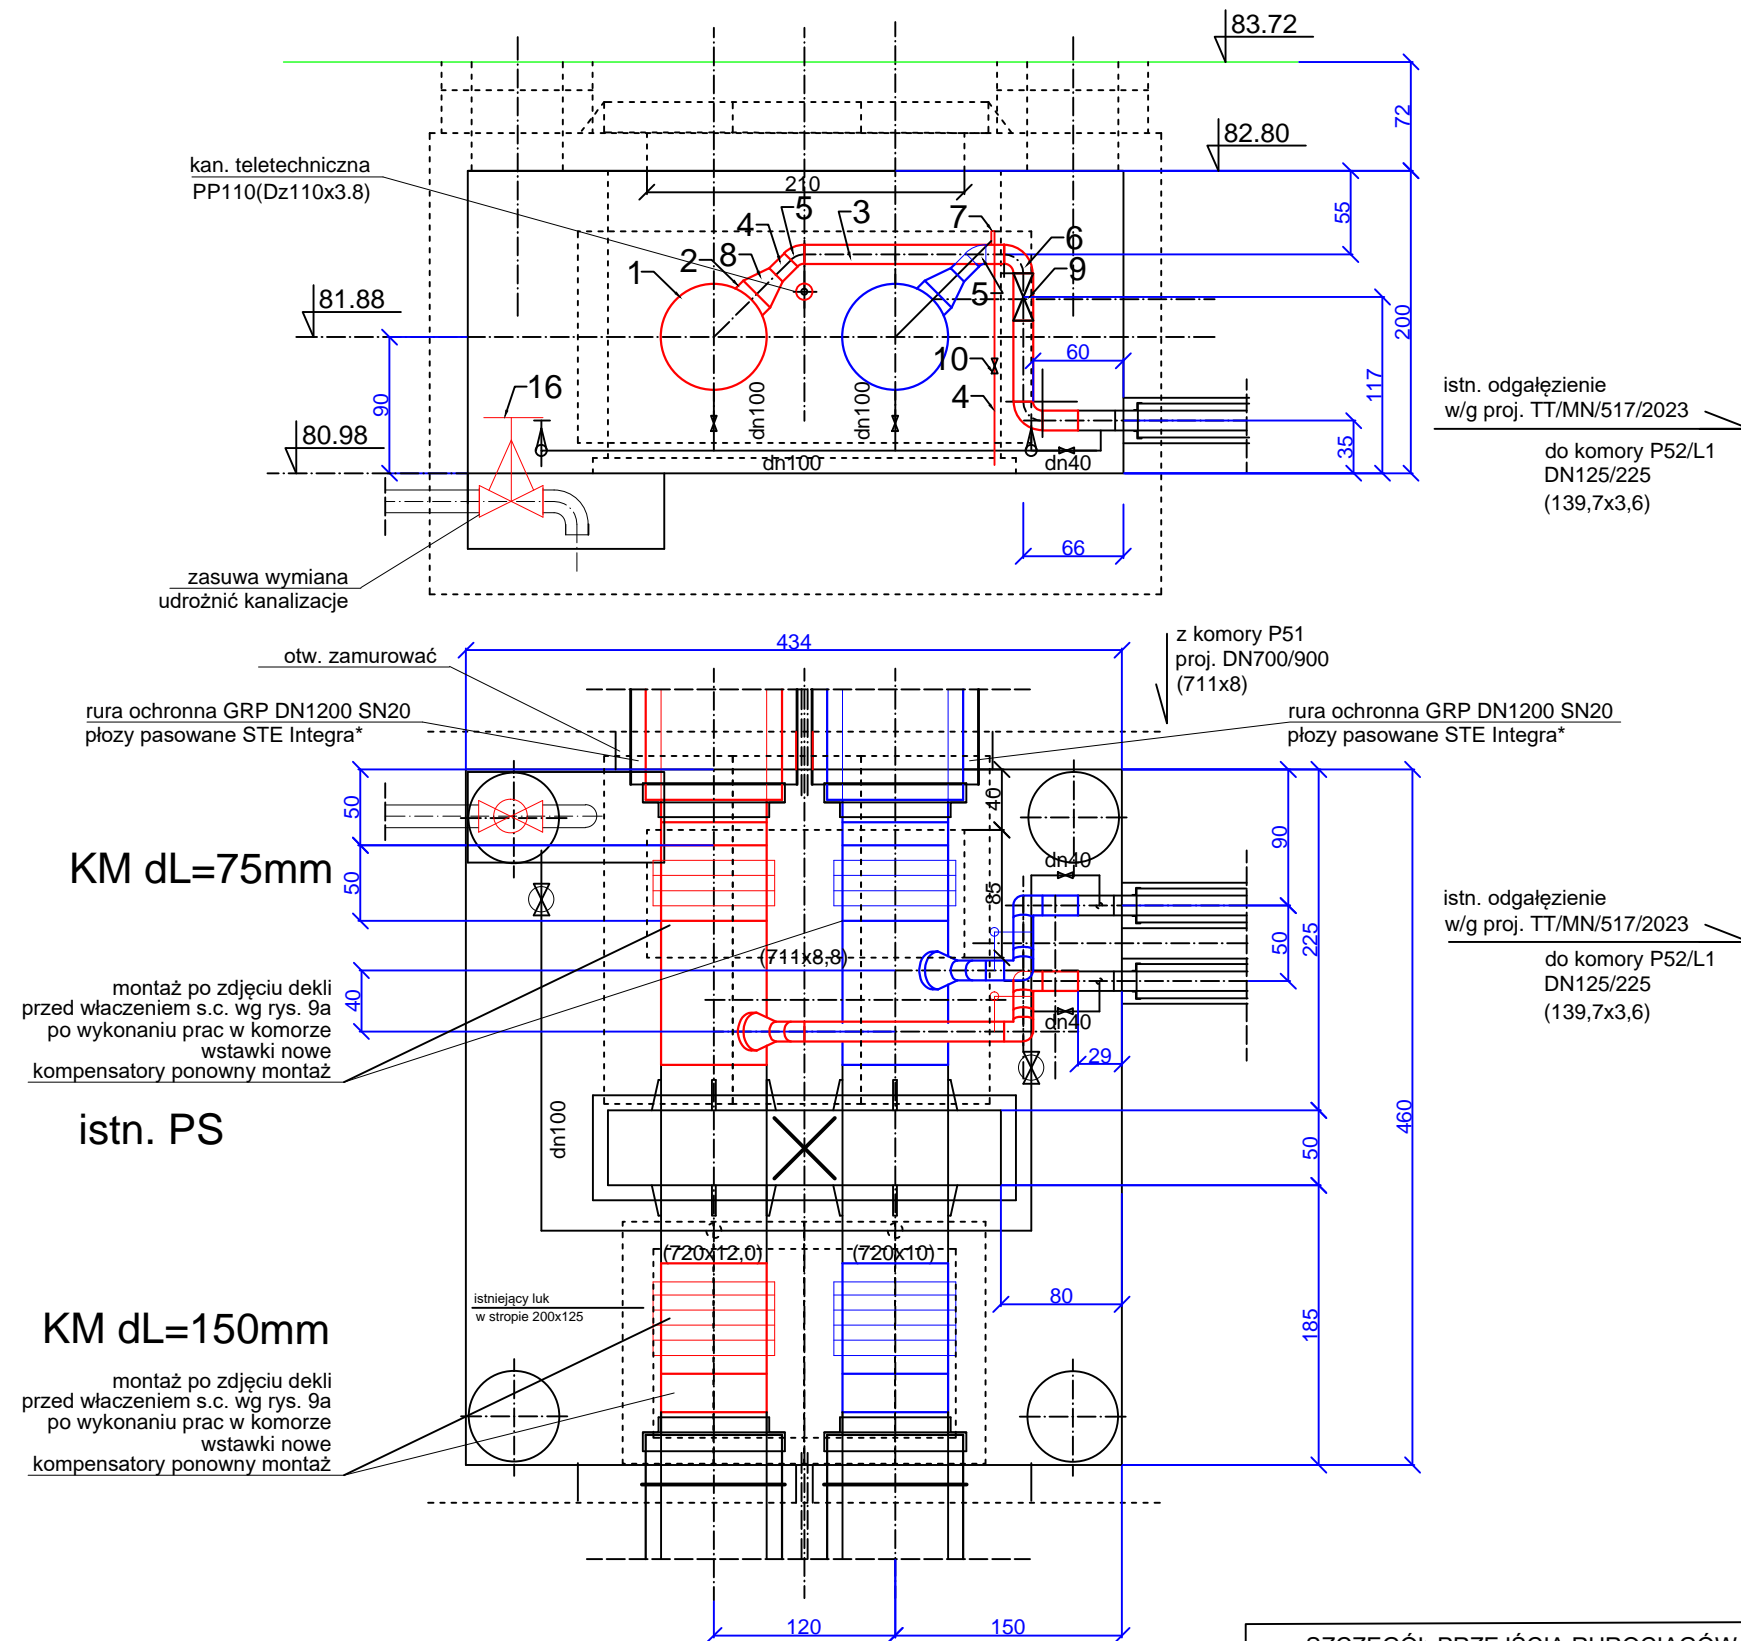 83.72
72
82.80
kan. teletechniczna
PP110(Dz110x3.8)
210
55
5
3
7
4
6
2
8
9
1
5
81.88
200
10
60
117
istn. odgałęzienie
w/g proj. TT/MN/517/2023
16
dn100
dn100
4
90
80.98
35
do komory P52/L1
DN125/225
(139,7x3,6)
dn100
dn40
66
zasuwa wymiana
udrożnić kanalizacje
434
z komory P51
proj. DN700/900
(711x8)
otw. zamurować
rura ochronna GRP DN1200 SN20
płozy pasowane STE Integra*
rura ochronna GRP DN1200 SN20
płozy pasowane STE Integra*
50
40
90
KM dL=75mm
50
dn40
85
istn. odgałęzienie
w/g proj. TT/MN/517/2023
50
225
(711x8,8)
do komory P52/L1
DN125/225
(139,7x3,6)
40
montaż po zdjęciu dekli
przed właczeniem s.c. wg rys. 9a
po wykonaniu prac w komorze
wstawki nowe
kompensatory ponowny montaż
dn40
29
istn. PS
dn100
50
460
(720x12,0)
(720x10)
istniejący luk
w stropie 200x125
80
185
KM dL=150mm
montaż po zdjęciu dekli
przed właczeniem s.c. wg rys. 9a
po wykonaniu prac w komorze
wstawki nowe
kompensatory ponowny montaż
120
150
SZCZEGÓŁ PRZEJŚCIA RUROCIĄGÓW